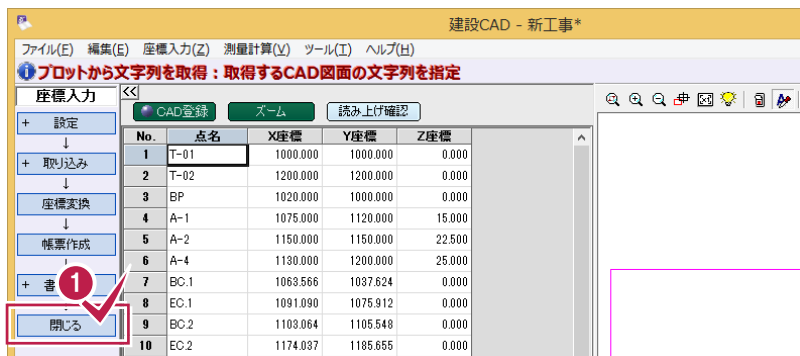 建設CAD - 新工事*
ファイル(F) 編集(E) 座標入力(Z) 測量計算(V) ツール(T) ヘルプ(H)
プロットから文字列を取得：取得するCAD図面の文字列を指定
座標入力
<<
CAD登録 ズーム 読み上げ確認
+ 設定
↓
+ 取り込み
↓
座標変換
↓
帳票作成
+ 書
1
閉じる
No. 点名 X座標 Y座標 Z座標
1 T-01 1000.000 1000.000 0.000
2 T-02 1200.000 1200.000 0.000
3 BP 1020.000 1000.000 0.000
4 A-1 1075.000 1120.000 15.000
5 A-2 1150.000 1150.000 22.500
6 A-4 1130.000 1200.000 25.000
7 BC.1 1063.566 1037.624 0.000
8 EC.1 1091.090 1075.912 0.000
9 BC.2 1103.064 1105.548 0.000
10 EC.2 1174.037 1185.655 0.000